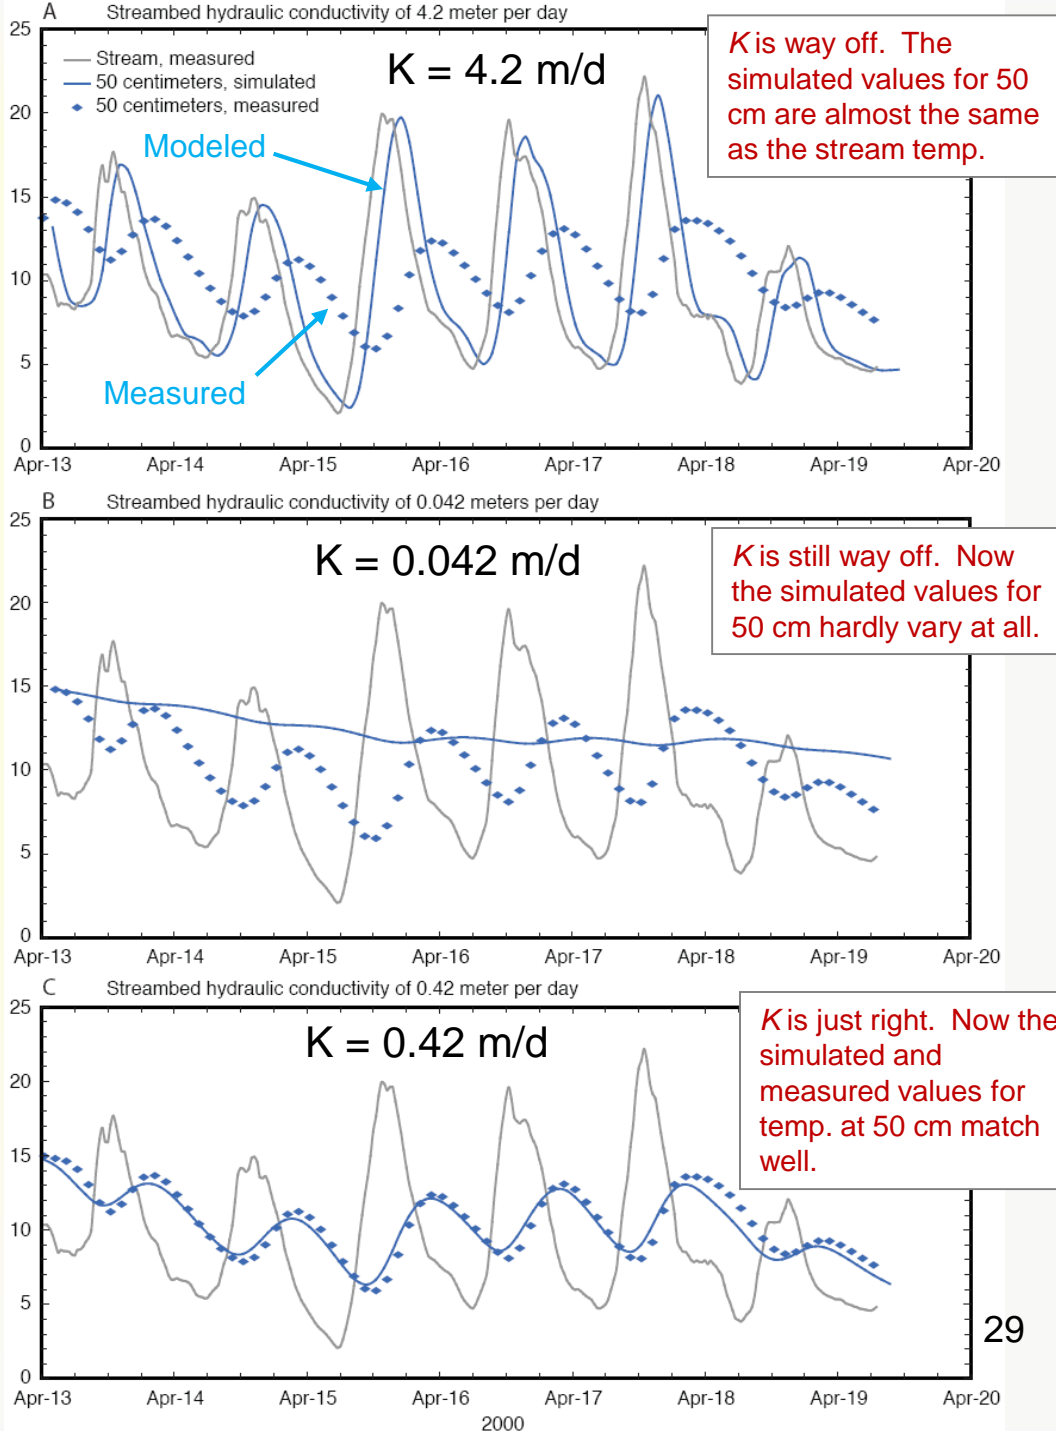 A Streambed hydraulic conductivity of 4.2 meter per day
K = 4.2 m/d
K is way off. The
simulated values for 50
cm are almost the same
as the stream temp.
Stream, measured
50 centimeters, simulated
50 centimeters, measured
Modeled
Measured
25
20
15
10
5
0
Apr-13 Apr-14 Apr-15 Apr-16 Apr-17 Apr-18 Apr-19 Apr-20
B Streambed hydraulic conductivity of 0.042 meters per day
K = 0.042 m/d
K is still way off. Now
the simulated values for
50 cm hardly vary at all.
25
20
15
10
5
0
Apr-13 Apr-14 Apr-15 Apr-16 Apr-17 Apr-18 Apr-19 Apr-20
C Streambed hydraulic conductivity of 0.42 meter per day
K = 0.42 m/d
K is just right. Now the
simulated and
measured values for
temp. at 50 cm match
well.
25
20
15
10
5
0
29
Apr-13 Apr-14 Apr-15 Apr-16 Apr-17 Apr-18 Apr-19 Apr-20
2000